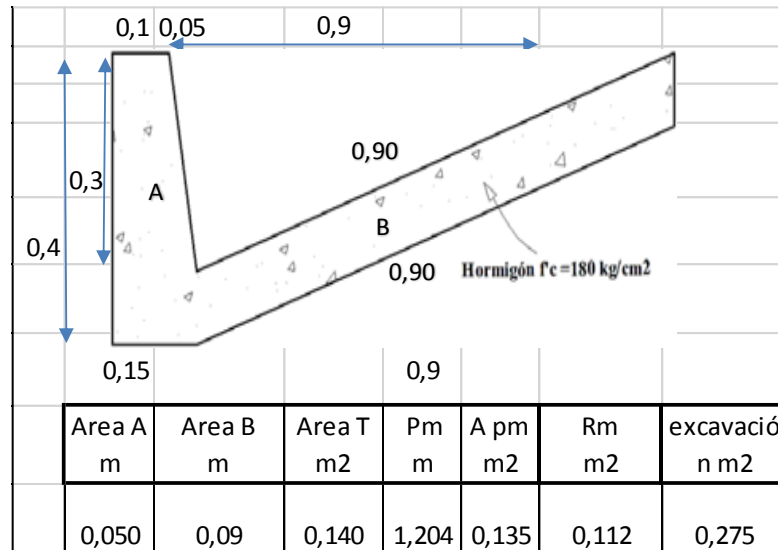 0,1 0,05 0,9
0,90
0,3
A
B
0,4
0,90
Hormigón f'c=180 kg/cm2
0,15 0,9
Area A Area B Area T Pm A pm Rm excavació
m m m2 m m2 m2 n m2
0,050 0,09 0,140 1,204 0,135 0,112 0,275